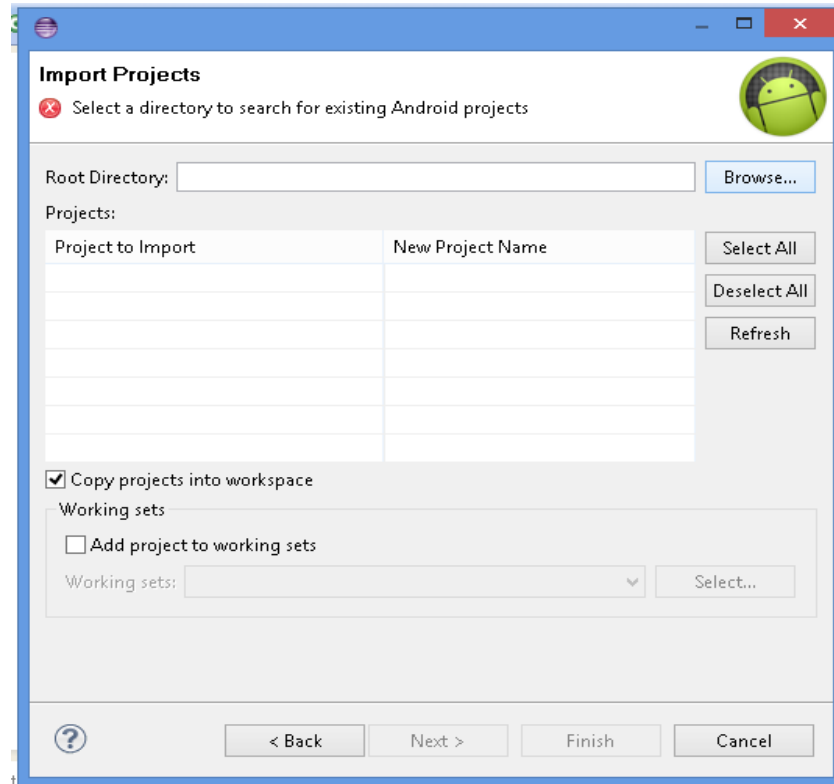 Import Projects
Select a directory to search for existing Android projects
Root Directory: Browse...
Projects:
Project to Import New Project Name Select All
Deselect All
Refresh
Copy projects into workspace
Working sets
Add project to working sets
Working sets: Select...
? < Back Next > Finish Cancel